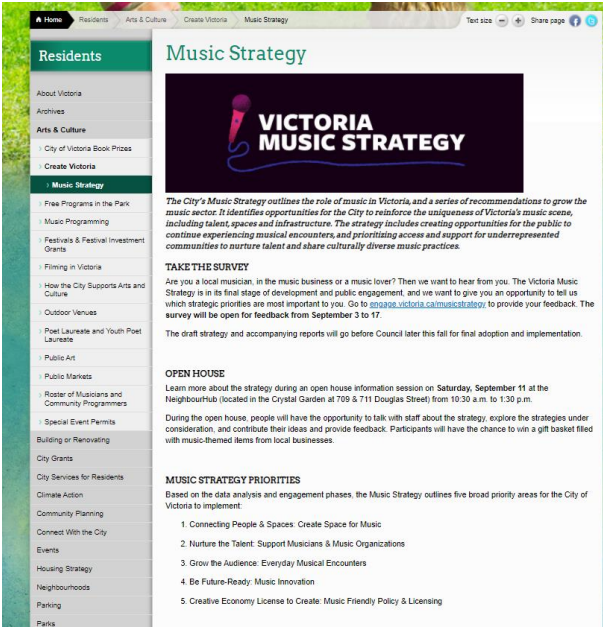 Home
Residents
Arts & Culture
Create Victoria
Music Strategy
Text size
Share page
Residents
About Victoria
Archives
Arts & Culture
City of Victoria Book Prizes
Create Victoria
Music Strategy
Free Programs in the Park
Music Programming
Festivals & Festival Investment
Grants
Filming in Victoria
How the City Supports Arts and
Culture
Outdoor Venues
Poet Laureate and Youth Poet
Laureate
Public Art
Public Markets
Roster of Musicians and
Community Programmers
Special Event Permits
Building or Renovating
City Grants
City Services for Residents
Climate Action
Community Planning
Connect With the City
Events
Housing Strategy
Neighbourhoods
Parking
Parks
Music Strategy
VICTORIA
MUSIC STRATEGY
The City's Music Strategy outlines the role of music in Victoria, and a series of recommendations to grow the
music sector. It identifies opportunities for the City to reinforce the uniqueness of Victoria's music scene,
including talent, spaces and infrastructure. The strategy includes creating opportunities for the public to
continue experiencing musical encounters, and prioritizing access and support for underrepresented
communities to nurture talent and share culturally diverse music practices.
TAKE THE SURVEY
Are you a local musician, in the music business or a music lover? Then we want to hear from you. The Victoria Music
Strategy is in its final stage of development and public engagement, and we want to give you an opportunity to tell us
which strategic priorities are most important to you. Go to engage.victoria.ca/musicstrategy to provide your feedback. The
survey will be open for feedback from September 3 to 17.
The draft strategy and accompanying reports will go before Council later this fall for final adoption and implementation.
OPEN HOUSE
Learn more about the strategy during an open house information session on Saturday, September 11 at the
NeighbourHub (located in the Crystal Garden at 709 & 711 Douglas Street) from 10:30 a.m. to 1:30 p.m.
During the open house, people will have the opportunity to talk with staff about the strategy, explore the strategies under
consideration, and contribute their ideas and provide feedback. Participants will have the chance to win a gift basket filled
with music-themed items from local businesses.
MUSIC STRATEGY PRIORITIES
Based on the data analysis and engagement phases, the Music Strategy outlines five broad priority areas for the City of
Victoria to implement:
1. Connecting People & Spaces: Create Space for Music
2. Nurture the Talent: Support Musicians & Music Organizations
3. Grow the Audience: Everyday Musical Encounters
4. Be Future-Ready: Music Innovation
5. Creative Economy License to Create: Music Friendly Policy & Licensing